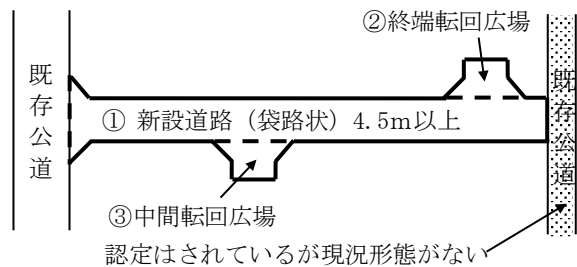 ②終端転回広場
既存公道
① 新設道路（袋路状）4.5m以上
既存公道
③中間転回広場
認定はされているが現況形態がない